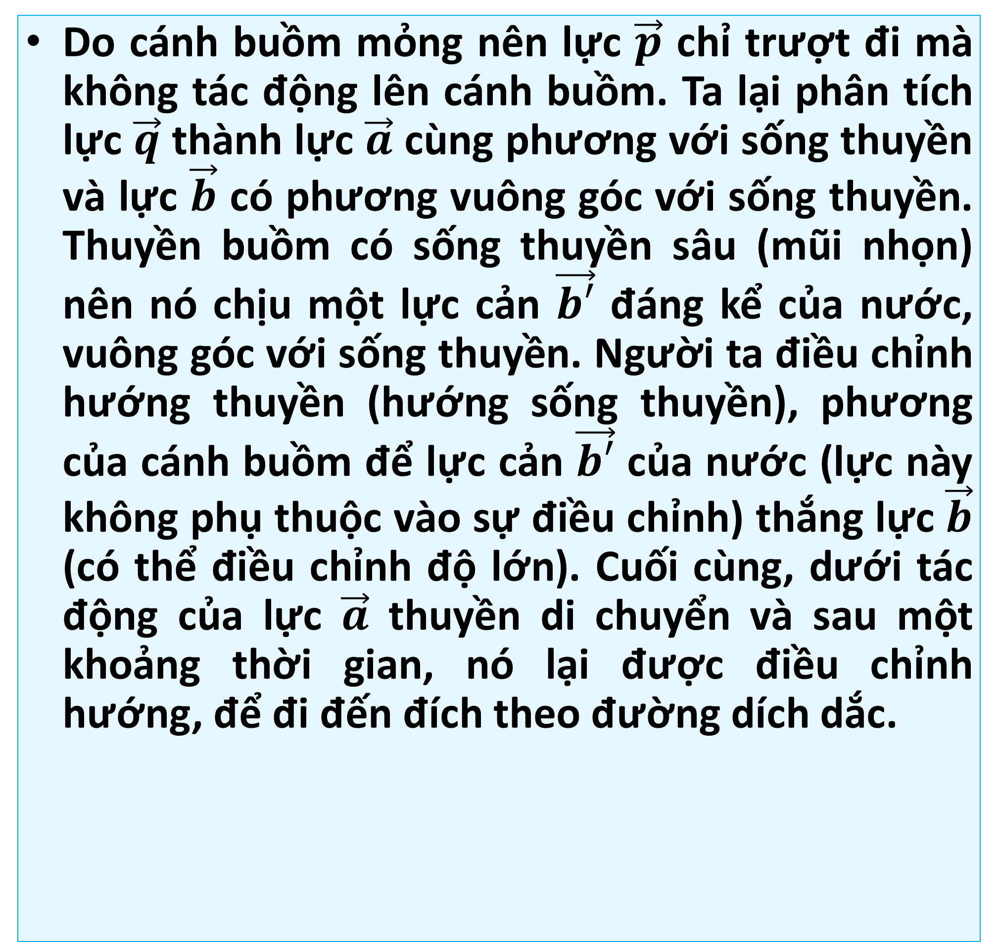 • Do cánh buồm mỏng nên lực $\overrightarrow{p}$ chỉ trượt đi mà
không tác động lên cánh buồm. Ta lại phân tích
lực $\overrightarrow{q}$ thành lực $\overrightarrow{a}$ cùng phương với sống thuyền
và lực $\overrightarrow{b}$ có phương vuông góc với sống thuyền.
Thuyền buồm có sống thuyền sâu (mũi nhọn)
nên nó chịu một lực cản $\overrightarrow{b'}$ đáng kể của nước,
vuông góc với sống thuyền. Người ta điều chỉnh
hướng thuyền (hướng sống thuyền), phương
của cánh buồm để lực cản $\overrightarrow{b'}$ của nước (lực này
không phụ thuộc vào sự điều chỉnh) thắng lực $\overrightarrow{b}$
(có thể điều chỉnh độ lớn). Cuối cùng, dưới tác
động của lực $\overrightarrow{a}$ thuyền di chuyển và sau một
khoảng thời gian, nó lại được điều chỉnh
hướng, để đi đến đích theo đường dích dắc.